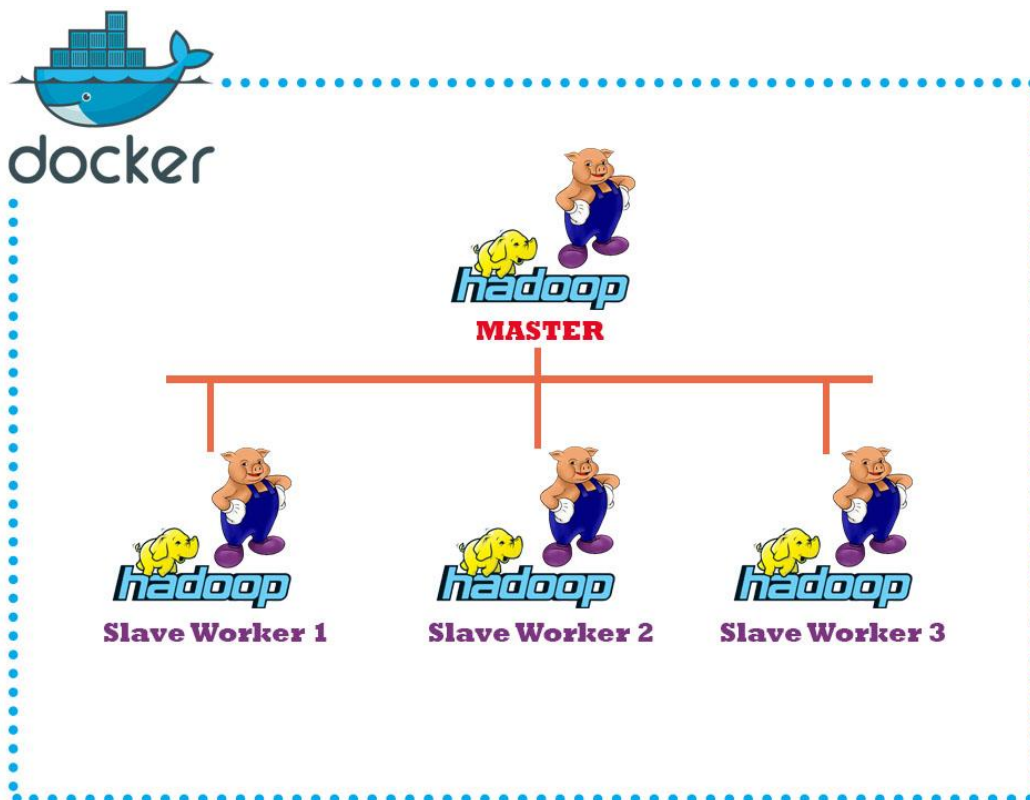 docker
hadoop
MASTER
hadoop
hadoop
hadoop
Slave Worker 1
Slave Worker 2
Slave Worker 3